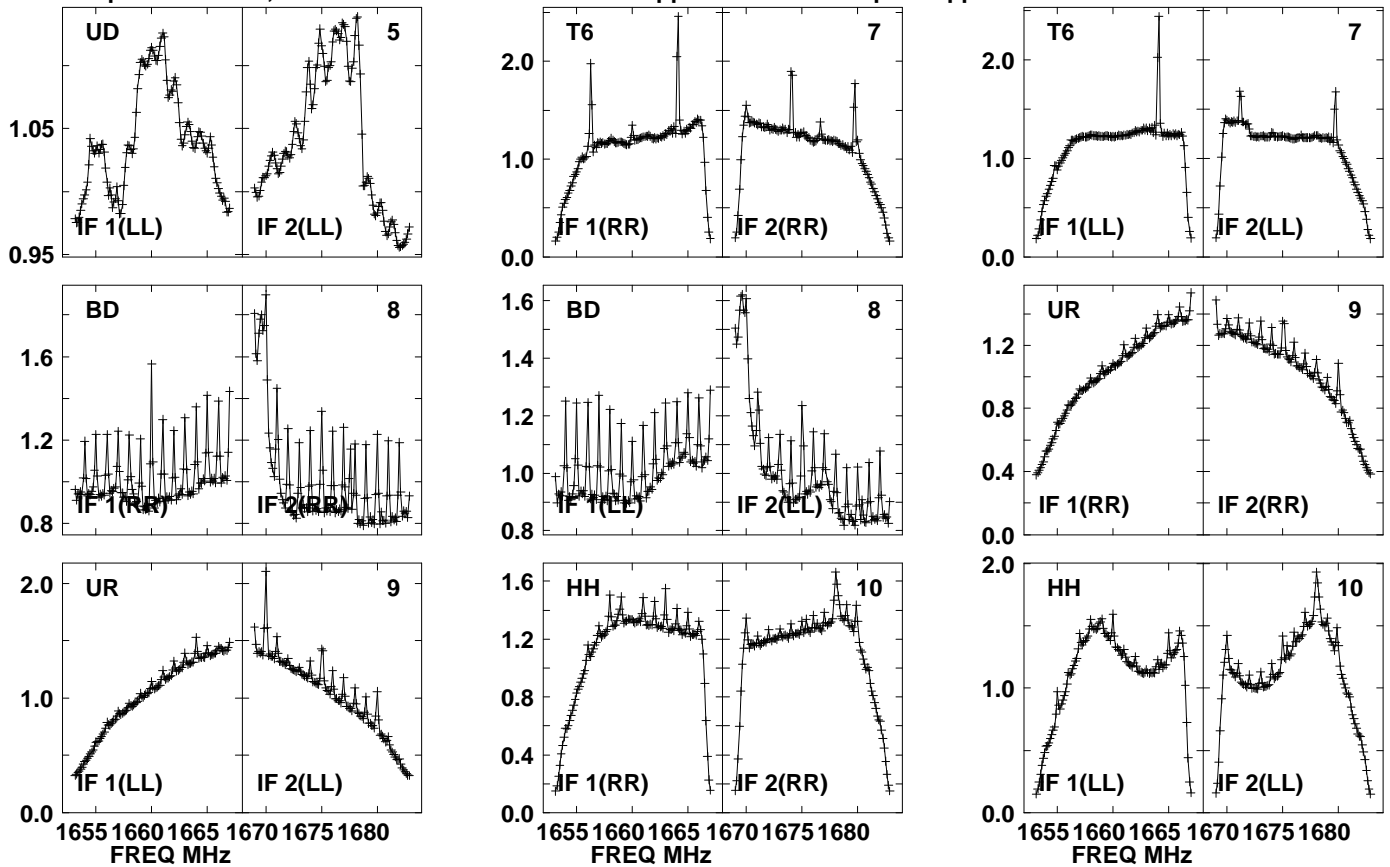 UD 5 T6 7 T6 7
2.0 2.0
1.05
1.0 1.0
IF 1(LL) IF 2(LL) IF 1(RR) IF 2(RR) IF 1(LL) IF 2(LL)
0.95 0.0 0.0
BD 8 BD 8 UR 9
1.6
1.6 1.4
1.2
1.2
1.2 0.8
1.0
0.4
0.8 IF 1(RR) IF 2(RR) 0.8 IF 1(LL) IF 2(LL) 0.0 IF 1(RR) IF 2(RR)
UR 9 HH 10 HH 10
2.0 1.6 2.0
1.2
1.0 0.8 1.0
0.4
0.0 IF 1(LL) IF 2(LL) 0.0 IF 1(RR) IF 2(RR) 0.0 IF 1(LL) IF 2(LL)
1655 1660 1665 1670 1675 1680 1655 1660 1665 1670 1675 1680 1655 1660 1665 1670 1675 1680
FREQ MHz FREQ MHz FREQ MHz